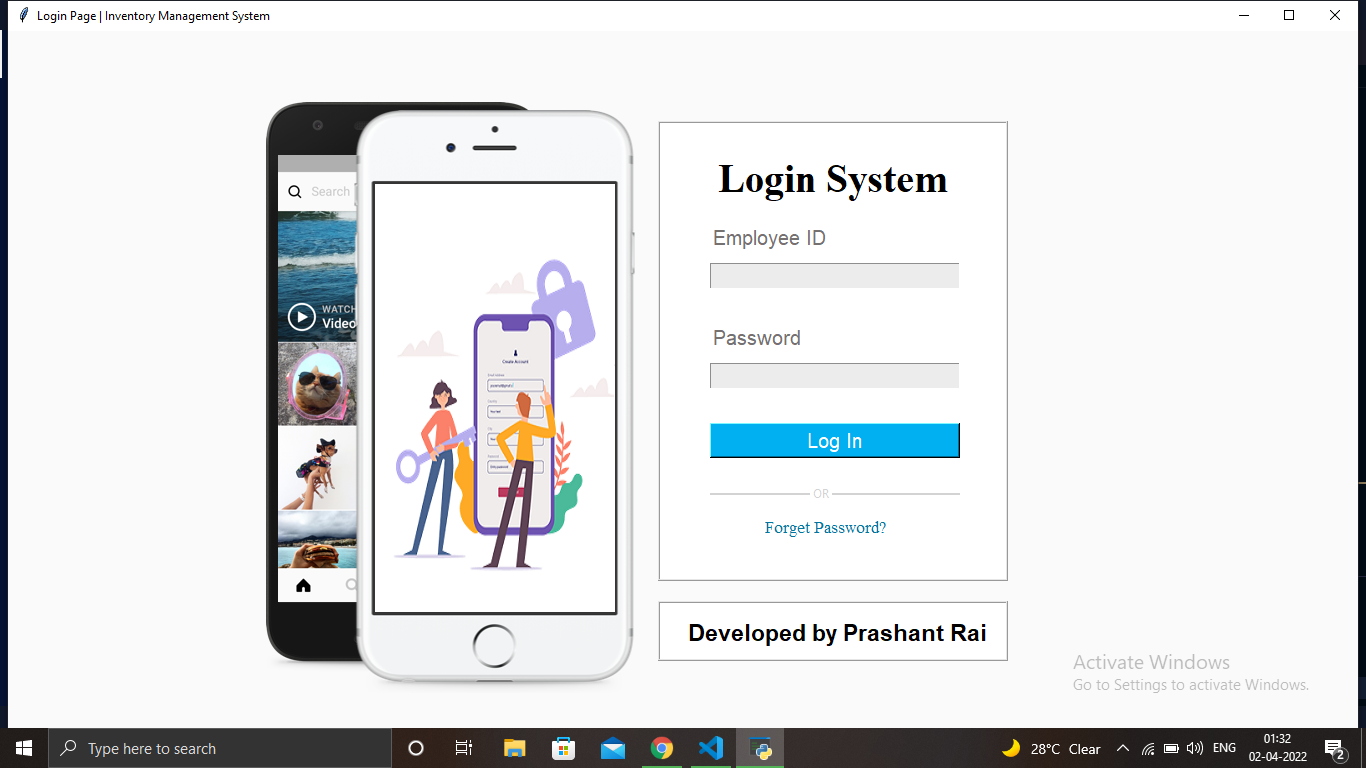 Login Page | Inventory Management System
Search
WATCH
Video
Create Account
Login System
Employee ID
Password
Log In
OR
Forget Password?
Developed by Prashant Rai
Activate Windows
Go to Settings to activate Windows.
Type here to search
28°C Clear
ENG
01:32
02-04-2022
2